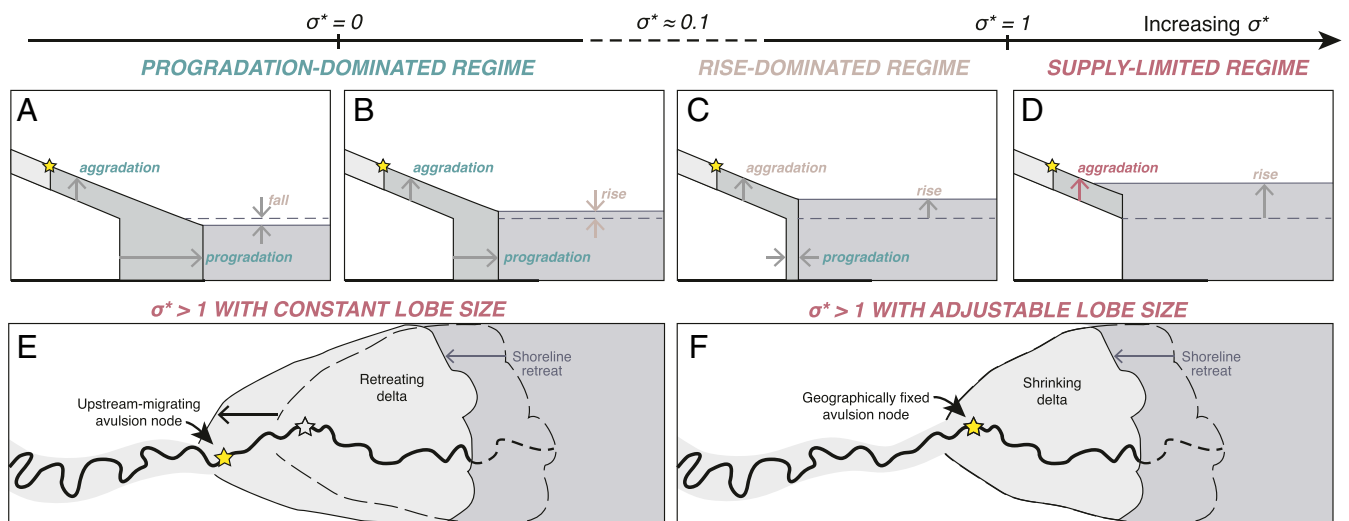 σ* = 0
σ* ≈ 0.1
σ* = 1
Increasing σ*
PROGRADATION-DOMINATED REGIME
RISE-DOMINATED REGIME
SUPPLY-LIMITED REGIME
A
aggradation
fall
progradation
B
aggradation
rise
progradation
C
aggradation
rise
progradation
D
aggradation
rise
σ* > 1 WITH CONSTANT LOBE SIZE
σ* > 1 WITH ADJUSTABLE LOBE SIZE
E
Upstream-migrating
avulsion node
Retreating
delta
Shoreline
retreat
F
Geographically fixed
avulsion node
Shrinking
delta
Shoreline
retreat